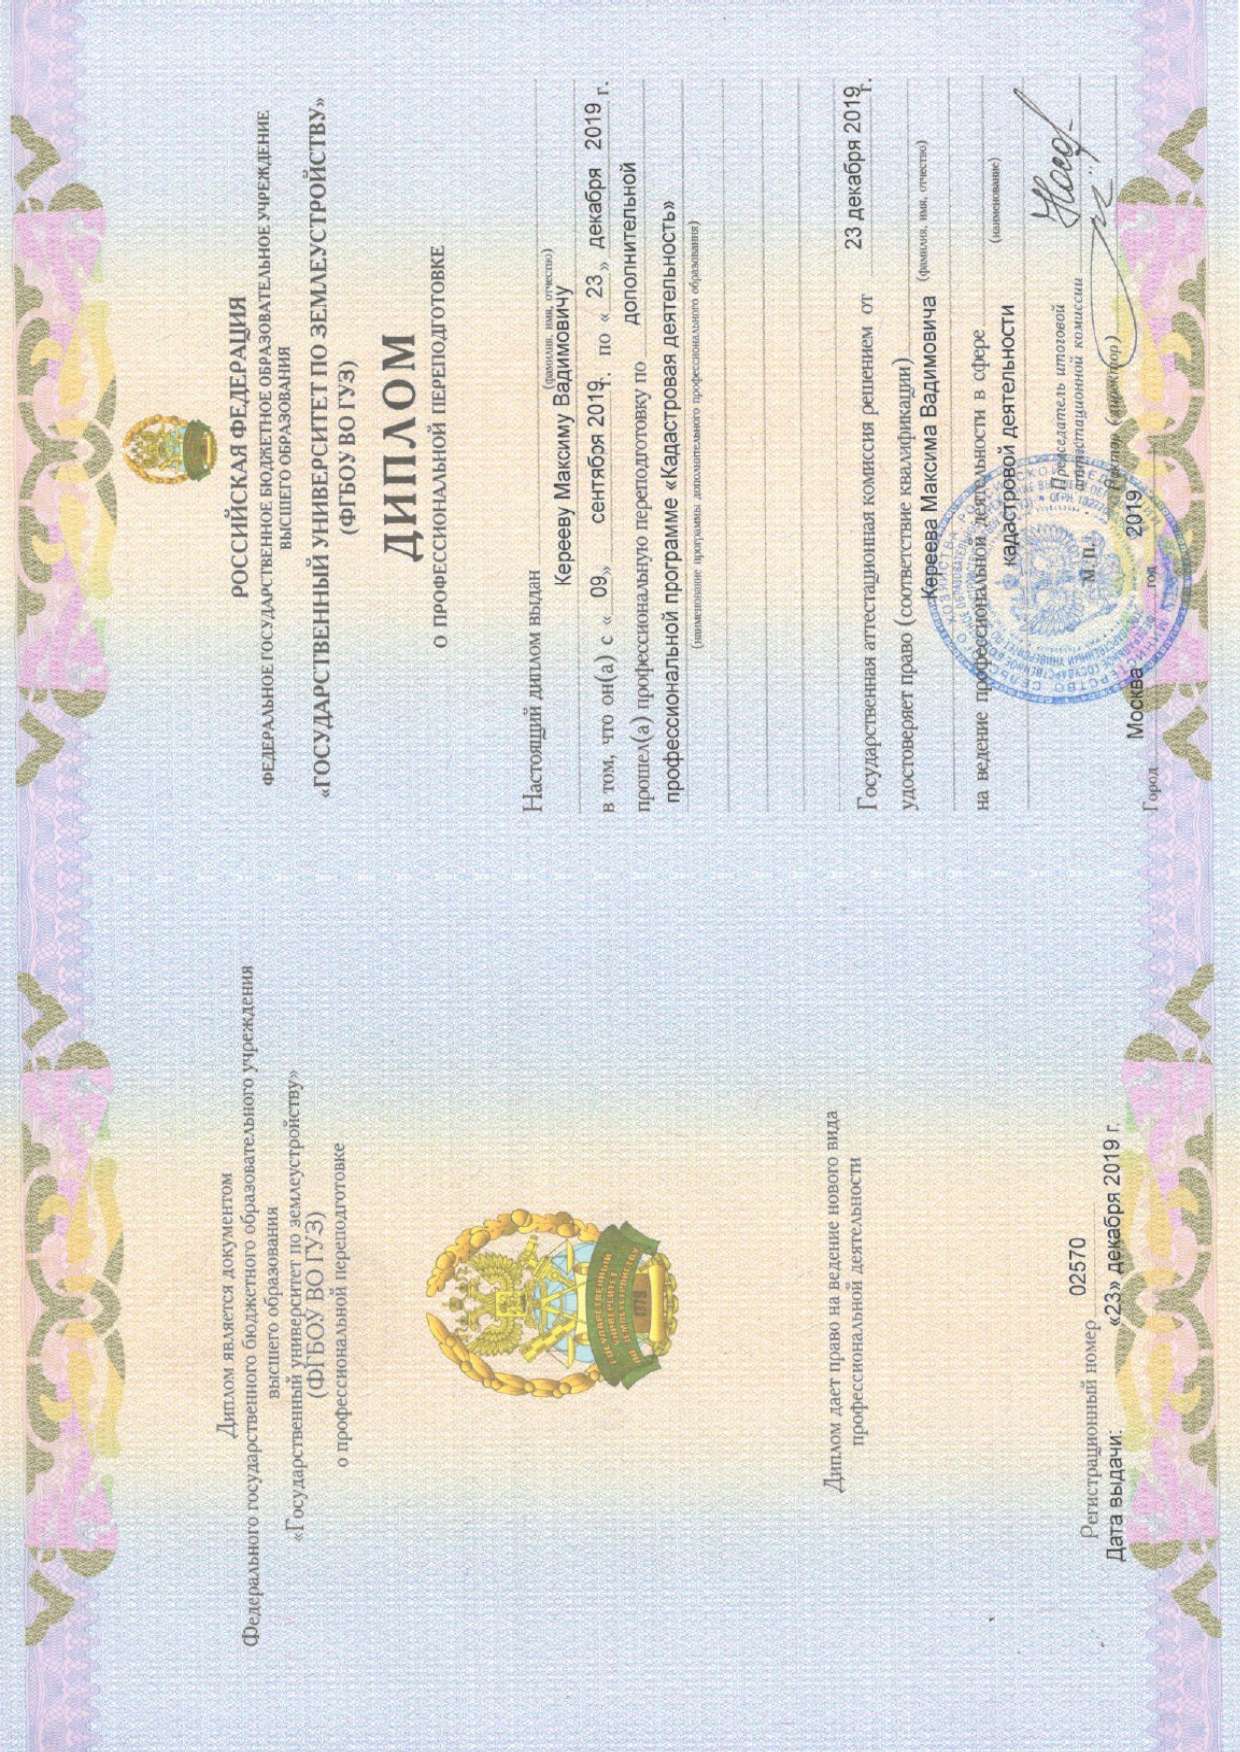 Диплом является документом
Федерального государственного бюджетного образовательного учреждения
высшего образования
«Государственный университет по землеустройству»
(ФГБОУ ВО ГУЗ)
о профессиональной переподготовке
ГОСУДАРСТВЕННЫЙ
УНИВЕРСИТЕТ
ПО ЗЕМЛЕУСТРОЙСТВУ
1779
Диплом дает право на ведение нового вида
профессиональной деятельности
Регистрационный номер 02570
Дата выдачи: «23» декабря 2019 г.
РОССИЙСКАЯ ФЕДЕРАЦИЯ
ФЕДЕРАЛЬНОЕ ГОСУДАРСТВЕННОЕ БЮДЖЕТНОЕ ОБРАЗОВАТЕЛЬНОЕ УЧРЕЖДЕНИЕ
ВЫСШЕГО ОБРАЗОВАНИЯ
«ГОСУДАРСТВЕННЫЙ УНИВЕРСИТЕТ ПО ЗЕМЛЕУСТРОЙСТВУ»
(ФГБОУ ВО ГУЗ)
ДИПЛОМ
О ПРОФЕССИОНАЛЬНОЙ ПЕРЕПОДГОТОВКЕ
Настоящий диплом выдан
(фамилия, имя, отчество)
Керееву Максиму Вадимовичу
в том, что он(а) с « 09» сентября 2019 г. по « 23 » декабря 2019 г.
прошел(а) профессиональную переподготовку по дополнительной
профессиональной программе «Кадастровая деятельность»
(наименование программы дополнительного профессионального образования)
Государственная аттестационная комиссия решением от 23 декабря 2019 г.
удостоверяет право (соответствие квалификации)
Кереева Максима Вадимовича (фамилия, имя, отчество)
на ведение профессиональной деятельности в сфере
(наименование)
кадастровой деятельности
Председатель итоговой
аттестационной комиссии
М. П.
Ректор (директор)
Город Москва год 2019